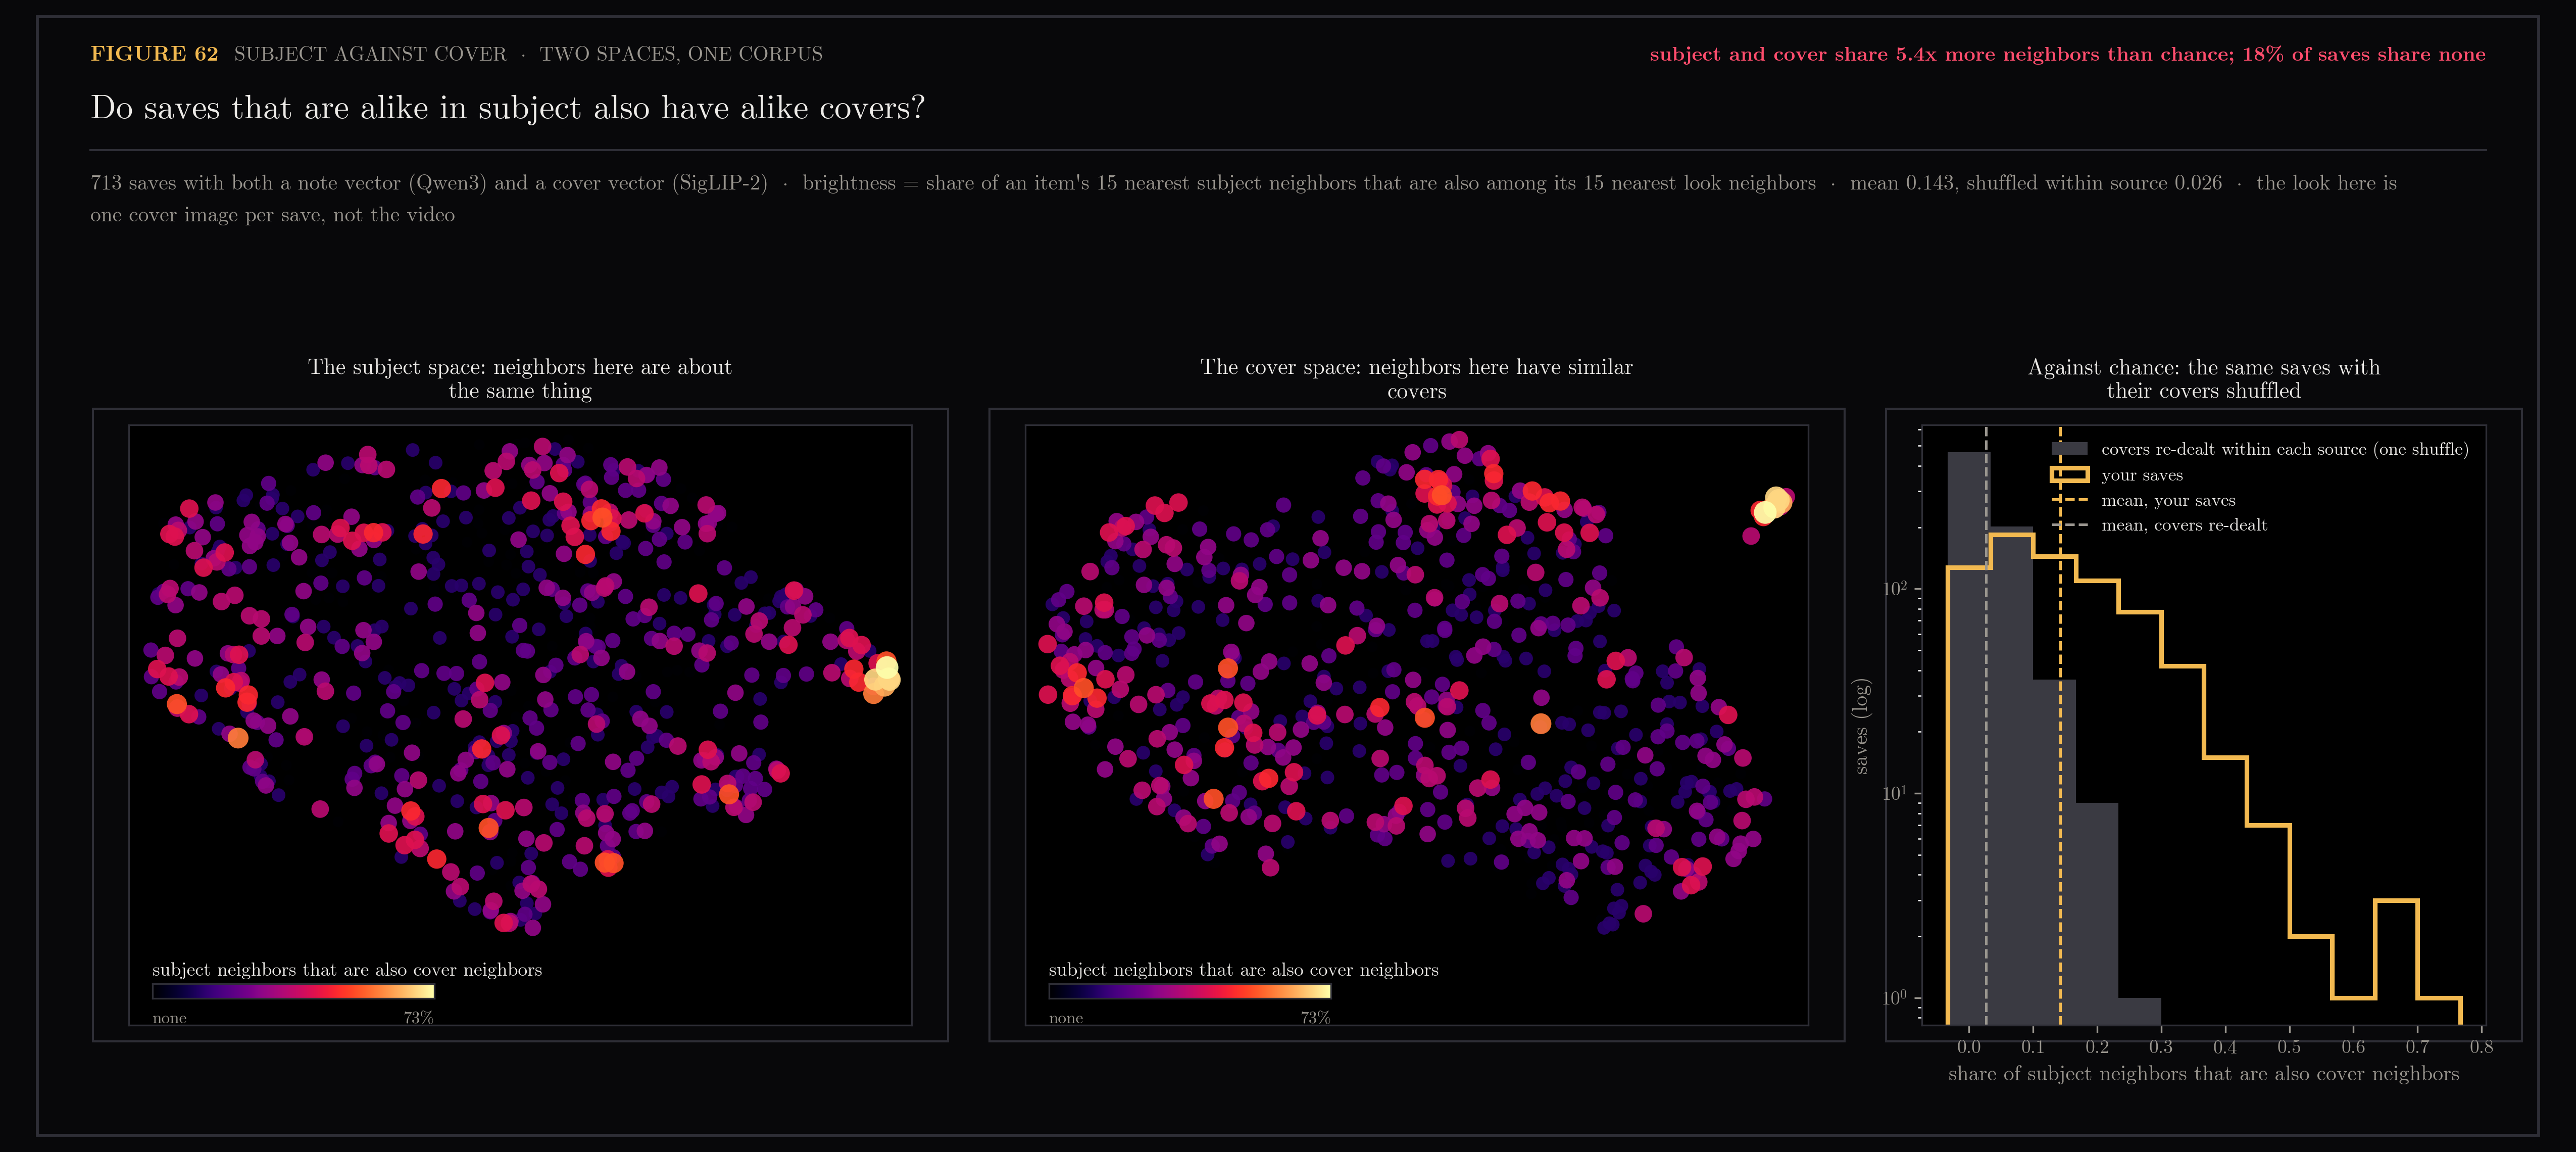 FIGURE 62 SUBJECT AGAINST COVER · TWO SPACES, ONE CORPUS
subject and cover share 5.4x more neighbors than chance; 18% of saves share none
Do saves that are alike in subject also have alike covers?
713 saves with both a note vector (Qwen3) and a cover vector (SigLIP-2) · brightness = share of an item's 15 nearest subject neighbors that are also among its 15 nearest look neighbors · mean 0.143, shuffled within source 0.026 · the look here is
one cover image per save, not the video
The subject space: neighbors here are about
the same thing
subject neighbors that are also cover neighbors
none 73%
The cover space: neighbors here have similar
covers
subject neighbors that are also cover neighbors
none 73%
Against chance: the same saves with
their covers shuffled
covers re-dealt within each source (one shuffle)
your saves
mean, your saves
mean, covers re-dealt
saves (log)
10²
10¹
10⁰
0.0 0.1 0.2 0.3 0.4 0.5 0.6 0.7 0.8
share of subject neighbors that are also cover neighbors